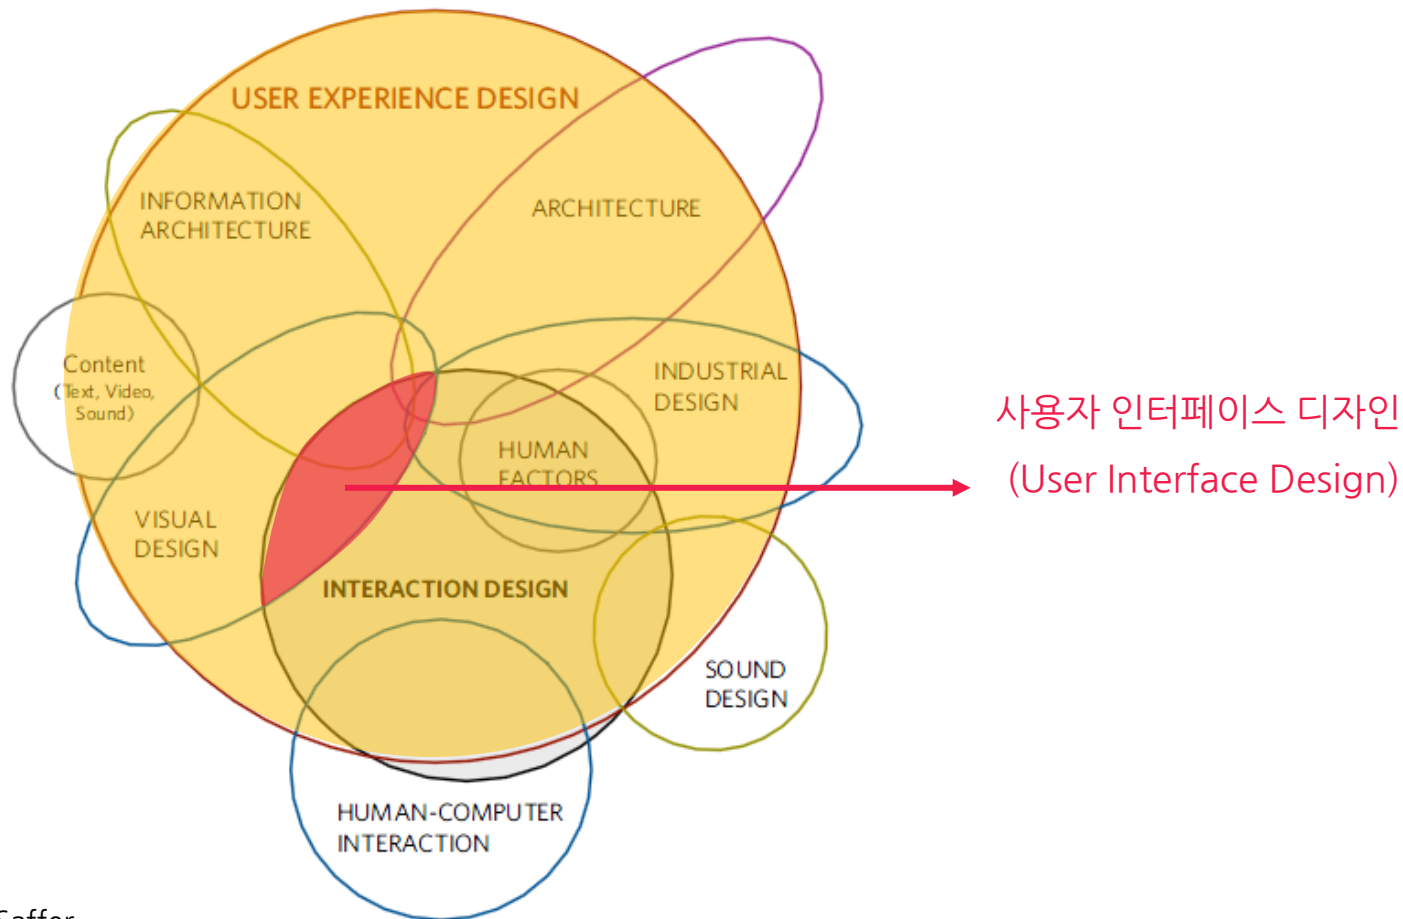 USER EXPERIENCE DESIGN
INFORMATION
ARCHITECTURE
ARCHITECTURE
Content
(Text, Video,
Sound)
INDUSTRIAL
DESIGN
HUMAN
FACTORS
사용자 인터페이스 디자인
(User Interface Design)
VISUAL
DESIGN
INTERACTION DESIGN
SOUND
DESIGN
HUMAN-COMPUTER
INTERACTION
Saffer